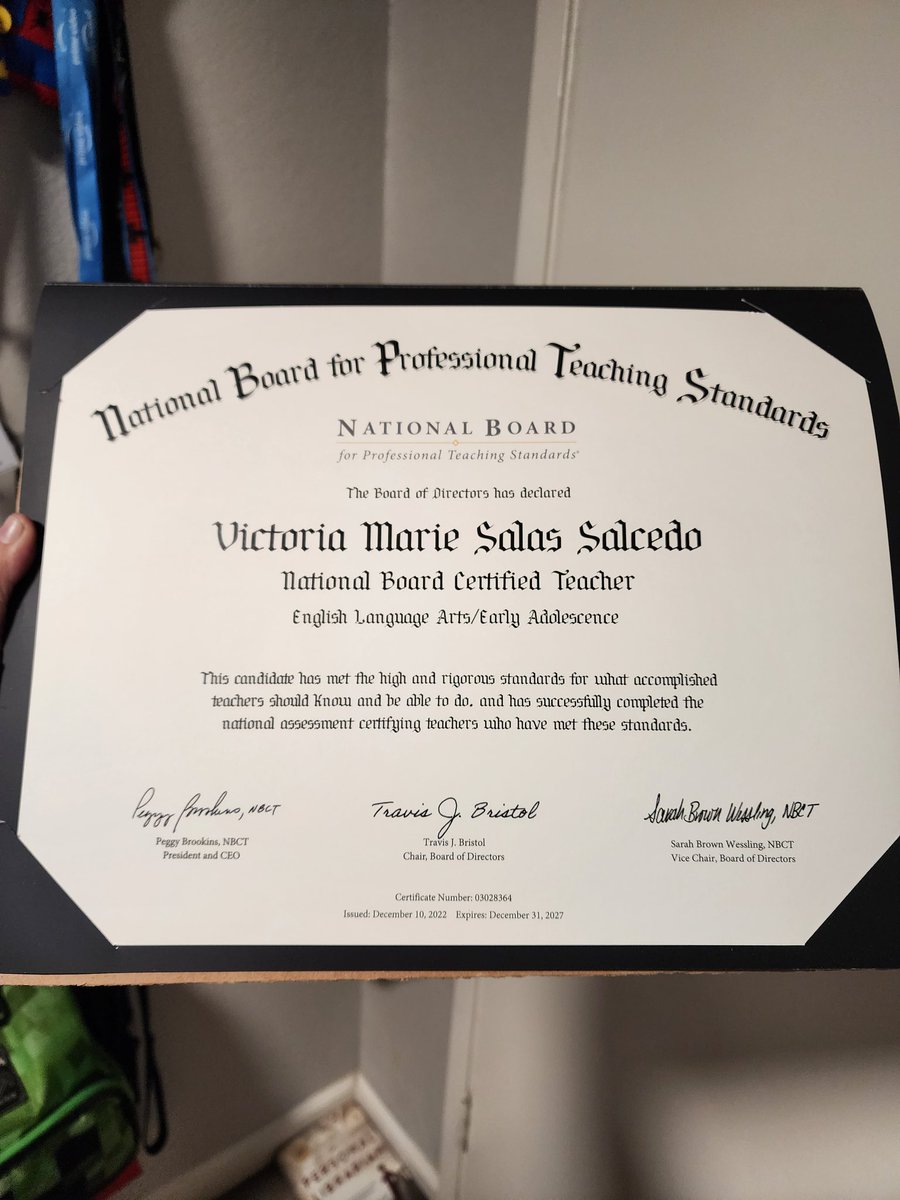 National Board for Professional Teaching Standards
NATIONAL BOARD
for Professional Teaching Standards®
The Board of Directors has declared
Victoria Marie Salas Salcedo
National Board Certified Teacher
English Language Arts/Early Adolescence
This candidate has met the high and rigorous standards for what accomplished
teachers should know and be able to do, and has successfully completed the
national assessment certifying teachers who have met these standards.
Peggy Brookins, NBCT
Travis J. Bristol
Sarah Brown Wessling, NBCT
Peggy Brookins, NBCT
President and CEO
Travis J. Bristol
Chair, Board of Directors
Sarah Brown Wessling, NBCT
Vice Chair, Board of Directors
Certificate Number: 03028364
Issued: December 10, 2022 Expires: December 31, 2027
PERSONAL
LIBRARIAN